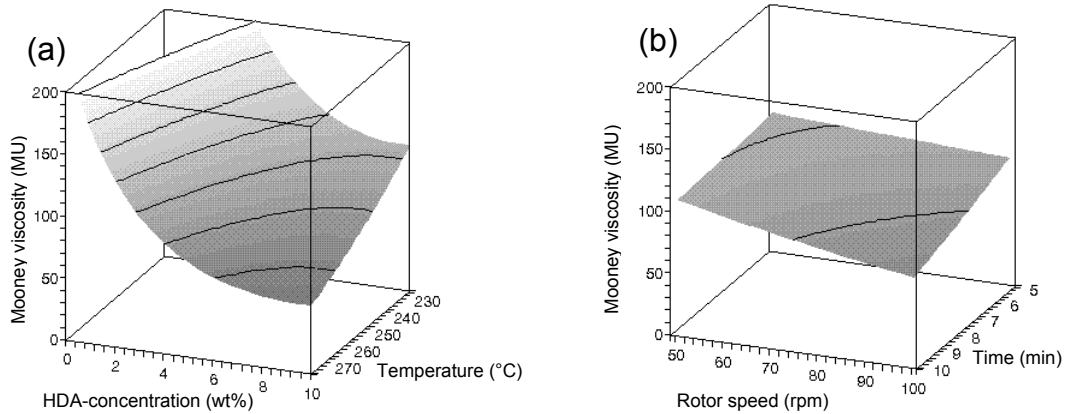 (a)
Mooney viscosity (MU)
200
150
100
50
0
0 2 4 6 8 10
HDA-concentration (wt%)
230
240
250
260
270
Temperature (°C)
(b)
Mooney viscosity (MU)
200
150
100
50
0
50 60 70 80 90 100
Rotor speed (rpm)
5
6
7
8
9
10
Time (min)